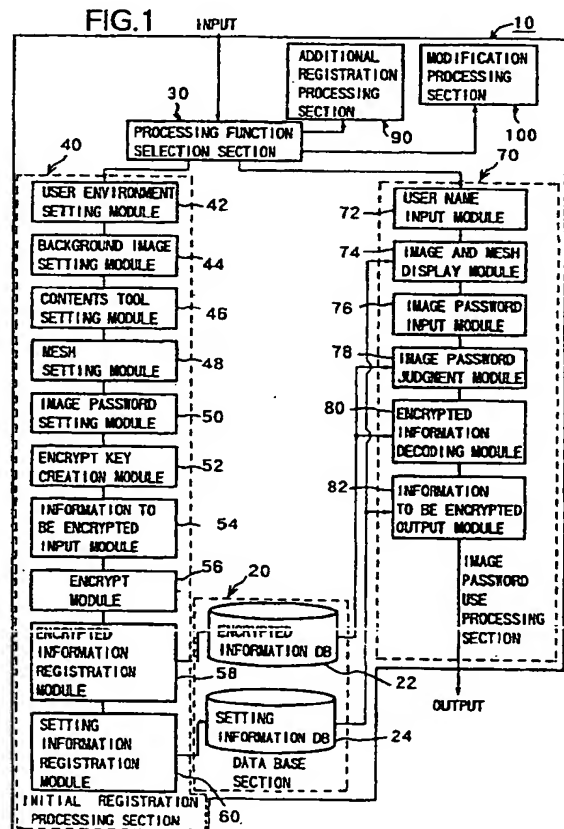 FIG.1
INPUT
10
ADDITIONAL
REGISTRATION
PROCESSING
SECTION
90
MODIFICATION
PROCESSING
SECTION
100
30
PROCESSING FUNCTION
SELECTION SECTION
40
USER ENVIRONMENT
SETTING MODULE
42
BACKGROUND IMAGE
SETTING MODULE
44
CONTENTS TOOL
SETTING MODULE
46
MESH
SETTING MODULE
48
IMAGE PASSWORD
SETTING MODULE
50
ENCRYPT KEY
CREATION MODULE
52
INFORMATION TO
BE ENCRYPTED
INPUT MODULE
54
ENCRYPT
MODULE
56
ENCRYPTED
INFORMATION
REGISTRATION
MODULE
58
SETTING
INFORMATION
REGISTRATION
MODULE
60
INITIAL REGISTRATION
PROCESSING SECTION
20
ENCRYPTED
INFORMATION DB
22
SETTING
INFORMATION DB
24
DATA BASE
SECTION
70
72
USER NAME
INPUT MODULE
74
IMAGE AND MESH
DISPLAY MODULE
76
IMAGE PASSWORD
INPUT MODULE
78
IMAGE PASSWORD
JUDGMENT MODULE
80
ENCRYPTED
INFORMATION
DECODING MODULE
82
INFORMATION
TO BE ENCRYPTED
OUTPUT MODULE
IMAGE
PASSWORD
USE
PROCESSING
SECTION
OUTPUT